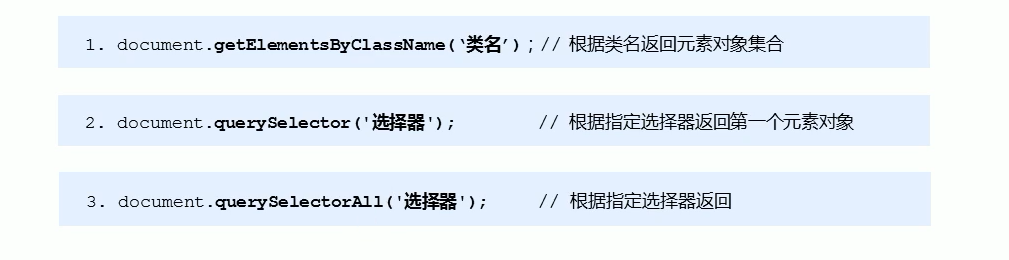 1. document.getElementsByClassName(‘类名’);// 根据类名返回元素对象集合
2. document.querySelector('选择器'); // 根据指定选择器返回第一个元素对象
3. document.querySelectorAll('选择器'); // 根据指定选择器返回